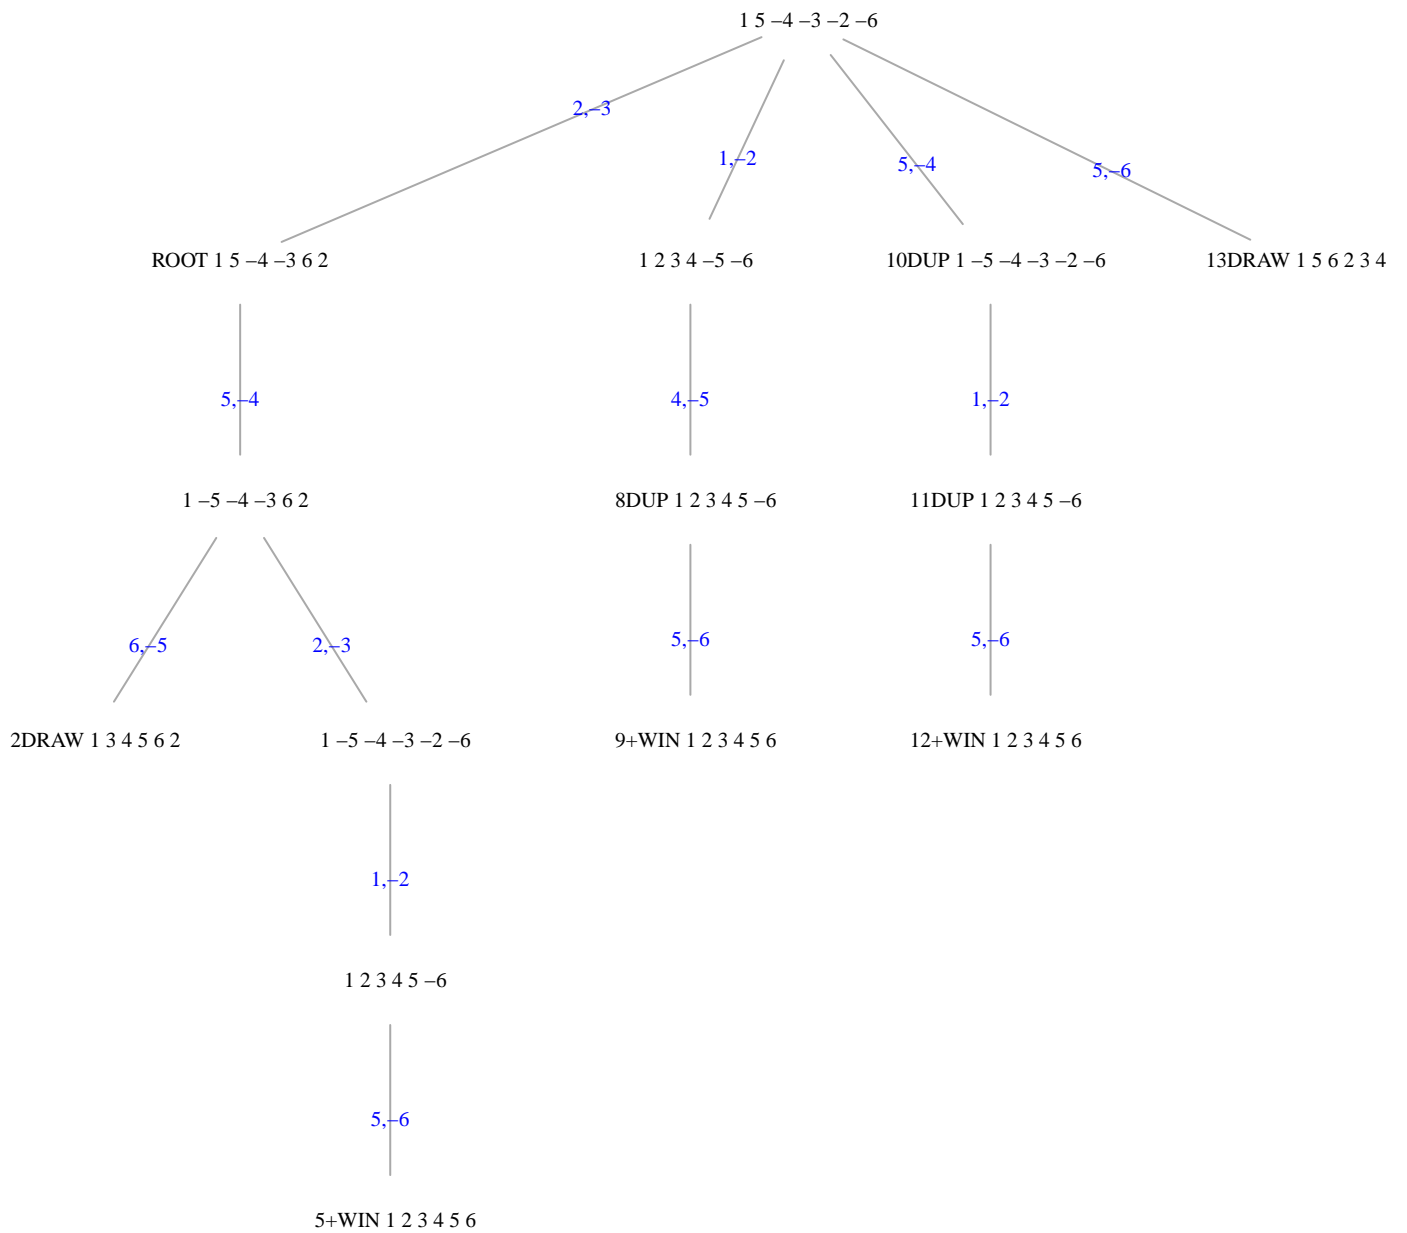 1 5 –4 –3 –2 –6
2,–3
1,–2
5,–4
5,–6
ROOT 1 5 –4 –3 6 2
1 2 3 4 –5 –6
10DUP 1 –5 –4 –3 –2 –6
13DRAW 1 5 6 2 3 4
5,–4
4,–5
1,–2
1 –5 –4 –3 6 2
8DUP 1 2 3 4 5 –6
11DUP 1 2 3 4 5 –6
6,–5
2,–3
5,–6
5,–6
2DRAW 1 3 4 5 6 2
1 –5 –4 –3 –2 –6
9+WIN 1 2 3 4 5 6
12+WIN 1 2 3 4 5 6
1,–2
1 2 3 4 5 –6
5,–6
5+WIN 1 2 3 4 5 6